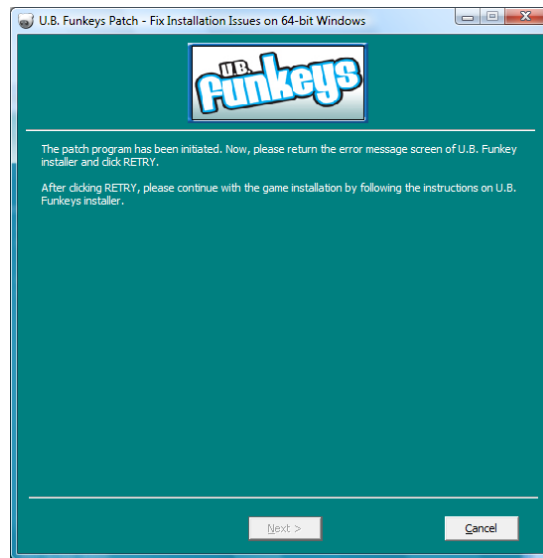 U.B. Funkeys Patch - Fix Installation Issues on 64-bit Windows
U.B.
funkeys
The patch program has been initiated. Now, please return the error message screen of U.B. Funkey
installer and click RETRY.
After clicking RETRY, please continue with the game installation by following the instructions on U.B.
Funkeys installer.
Next >
Cancel